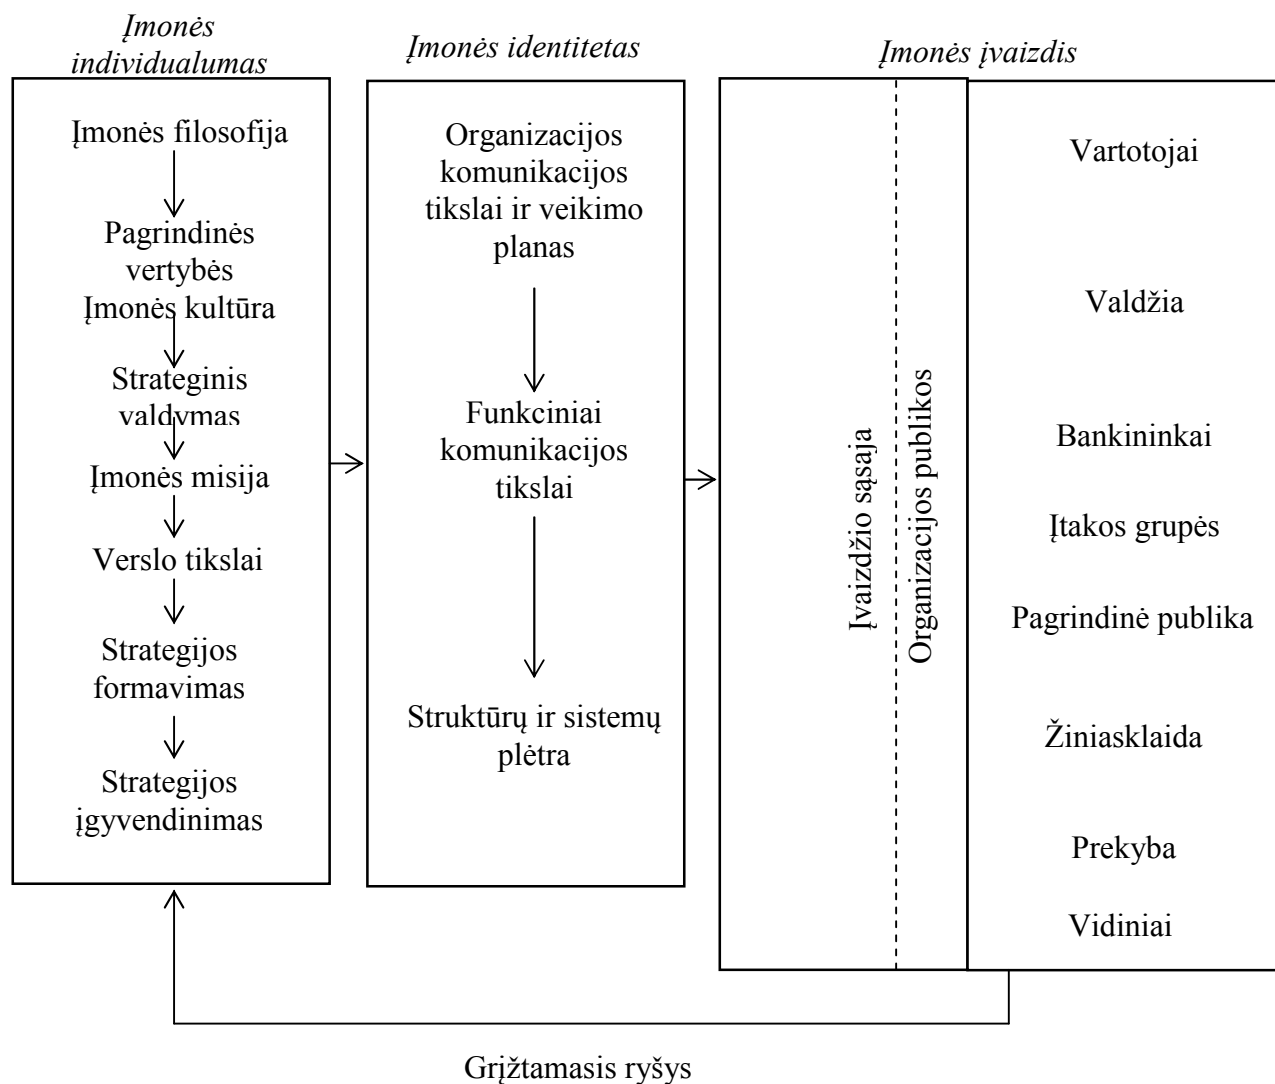 Įmonės
individualumas
Įmonės filosofija
Pagrindinės
vertybės
Įmonės kultūra
Strateginis
valdymas
Įmonės misija
Verslo tikslai
Strategijos
formavimas
Strategijos
įgyvendinimas
Įmonės identitetas
Organizacijos
komunikacijos
tikslai ir veikimo
planas
Funkciniai
komunikacijos
tikslai
Struktūrų ir sistemų
plėtra
Įmonės įvaizdis
Įvaizdžio sąsaja
Organizacijos publikos
Vartotojai
Valdžia
Bankininkai
Įtakos grupės
Pagrindinė publika
Žiniasklaida
Prekyba
Vidiniai
Grįžtamasis ryšys